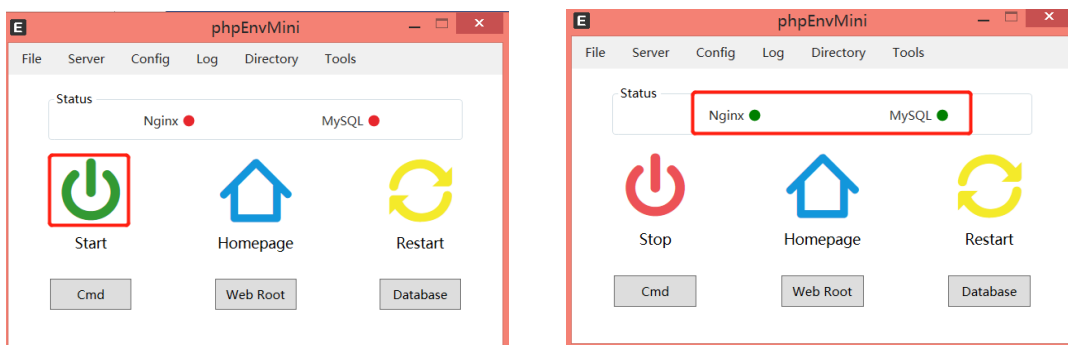 E phpEnvMini
File Server Config Log Directory Tools
Status
Nginx MySQL
Start Homepage Restart
Cmd Web Root Database
E phpEnvMini
File Server Config Log Directory Tools
Status
Nginx MySQL
Stop Homepage Restart
Cmd Web Root Database